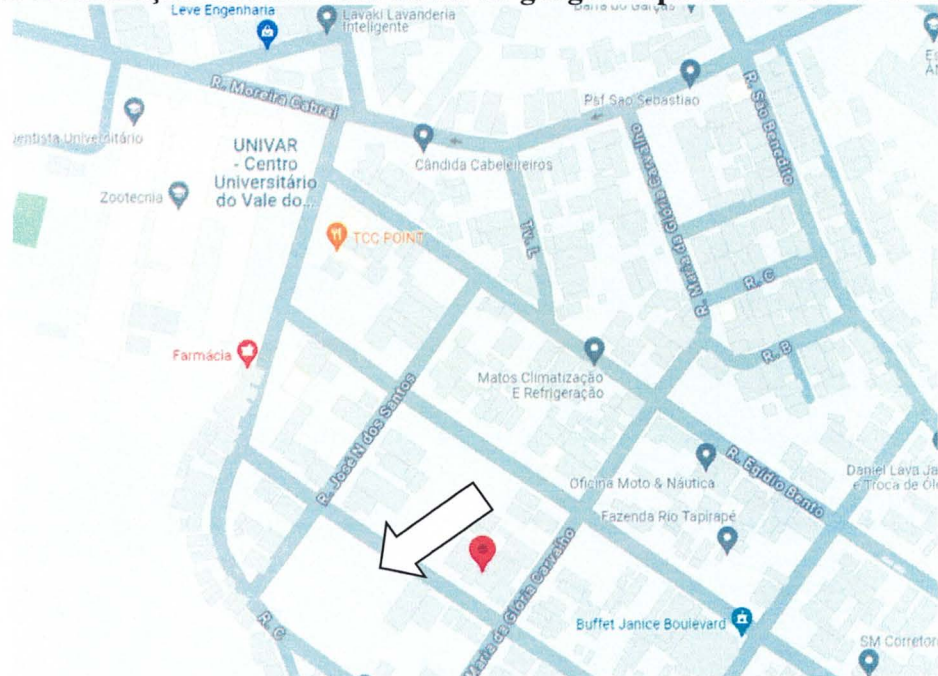 Leve Engenharia
Lavaki Lavanderia
Inteligente
Barra do Garças
R. Moreira Cabral
Psf Sao Sebastiao
R. Sao Benedito
entista Universitário
UNIVAR
- Centro
Universitário
do Vale do...
Cândida Cabeleireiros
R. Maria da Glória Carvalho
Zootecnia
TCC POINT
Tv. L
R. C
Farmácia
R. B
Matos Climatização
E Refrigeração
R. José N dos Santos
R. Egídio Bento
Oficina Moto & Náutica
Daniel Lava Ja
e Troca de Óle
Fazenda Rio Tapirapé
Maria da Glória Carvalho
R. C
Buffet Janice Boulevard
SM Corretor